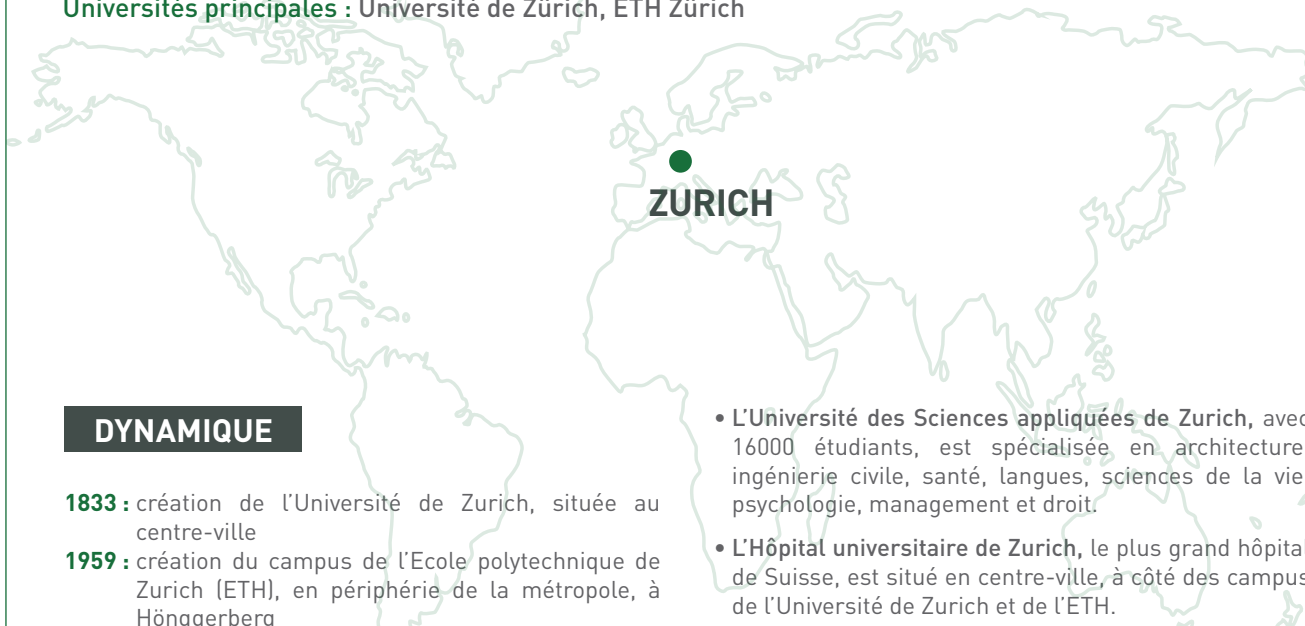 Universités principales : Université de Zürich, ETH Zürich
ZURICH
DYNAMIQUE
1833 : création de l’Université de Zurich, située au
centre-ville
1959 : création du campus de l’Ecole polytechnique de
Zurich (ETH), en périphérie de la métropole, à
Hönggerberg
• L’Université des Sciences appliquées de Zurich, avec
16000 étudiants, est spécialisée en architecture,
ingénierie civile, santé, langues, sciences de la vie,
psychologie, management et droit.
• L’Hôpital universitaire de Zurich, le plus grand hôpital
de Suisse, est situé en centre-ville, à côté des campus
de l’Université de Zurich et de l’ETH.